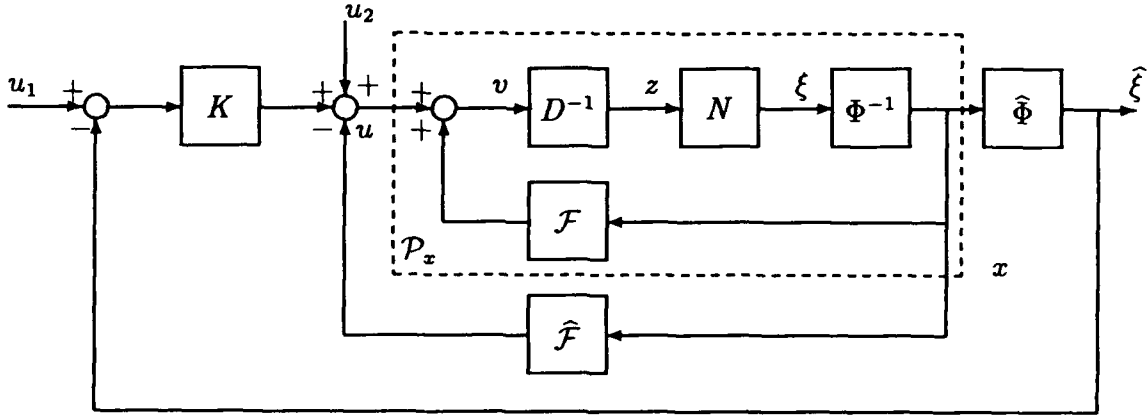 u₂
u₁ + − K + + − u + + v D⁻¹ z N ξ Φ⁻¹ Φ̂ ξ̂
ℱ
𝒫ₓ
x
ℱ̂